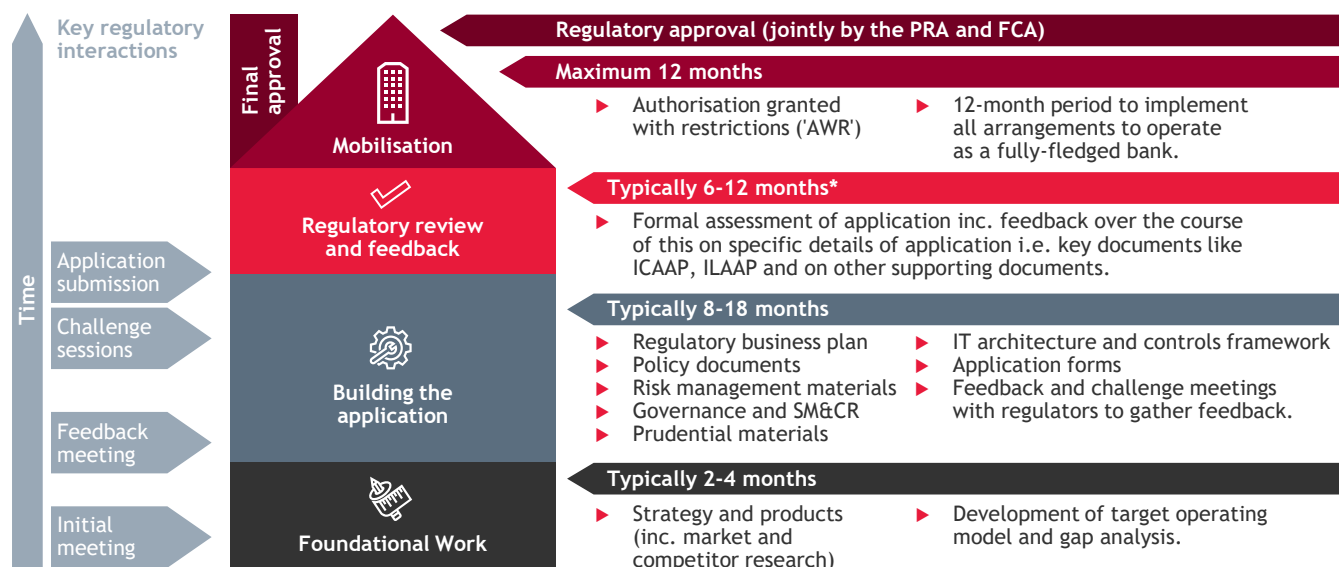 Key regulatory
interactions
Time
Application
submission
Challenge
sessions
Feedback
meeting
Initial
meeting
Final
approval
Mobilisation
Regulatory review
and feedback
Building the
application
Foundational Work
Regulatory approval (jointly by the PRA and FCA)
Maximum 12 months
Authorisation granted
with restrictions ('AWR')
12-month period to implement
all arrangements to operate
as a fully-fledged bank.
Typically 6-12 months*
Formal assessment of application inc. feedback over the course
of this on specific details of application i.e. key documents like
ICAAP, ILAAP and on other supporting documents.
Typically 8-18 months
Regulatory business plan
Policy documents
Risk management materials
Governance and SM&CR
Prudential materials
IT architecture and controls framework
Application forms
Feedback and challenge meetings
with regulators to gather feedback.
Typically 2-4 months
Strategy and products
(inc. market and
competitor research)
Development of target operating
model and gap analysis.